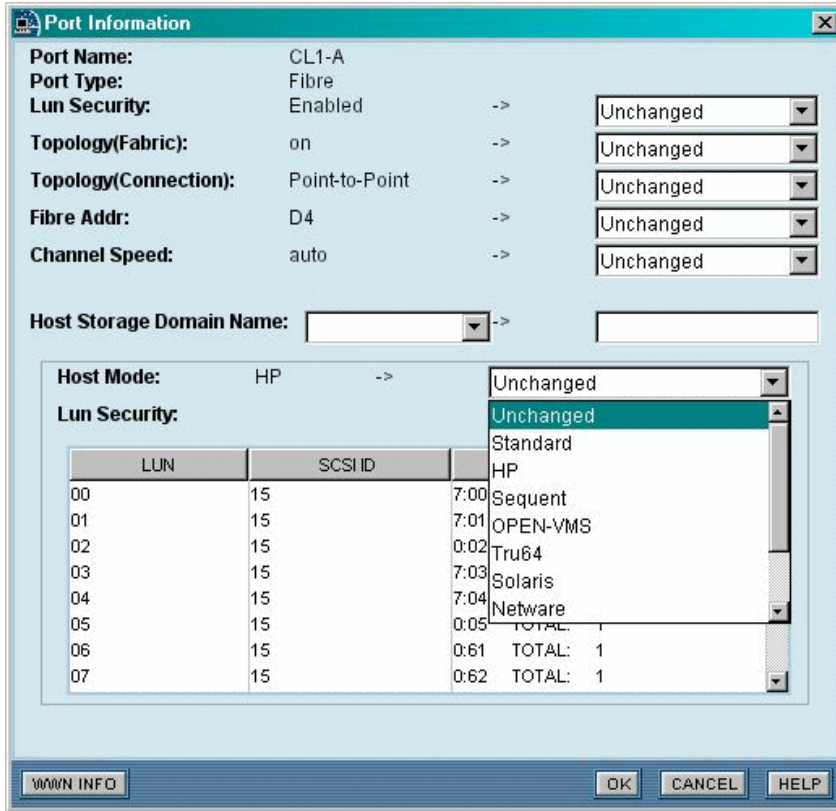 Port Information
Port Name: CL1-A
Port Type: Fibre
Lun Security: Enabled -> Unchanged
Topology(Fabric): on -> Unchanged
Topology(Connection): Point-to-Point -> Unchanged
Fibre Addr: D4 -> Unchanged
Channel Speed: auto -> Unchanged
Host Storage Domain Name: ->
Host Mode: HP -> Unchanged
Lun Security:
Unchanged
Standard
HP
Sequent
OPEN-VMS
Tru64
Solaris
Netware
LUN SCSI ID
00 15 7:00
01 15 7:01
02 15 0:02
03 15 7:03
04 15 7:04
05 15 0:05 TOTAL: 1
06 15 0:61 TOTAL: 1
07 15 0:62 TOTAL: 1
WWN INFO OK CANCEL HELP